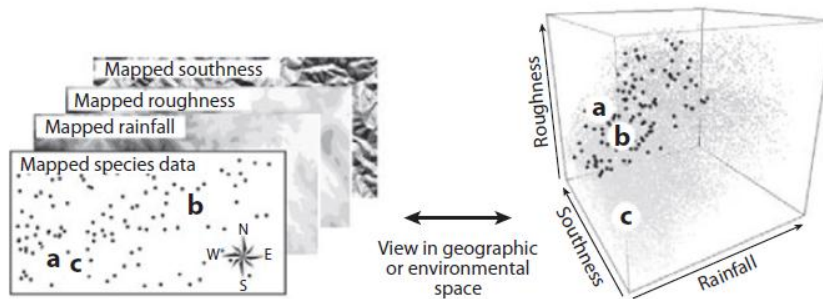 Mapped southness
Mapped roughness
Mapped rainfall
Mapped species data
b
a
c
N
W
E
S
View in geographic
or environmental
space
Roughness
a
b
c
Southness
Rainfall